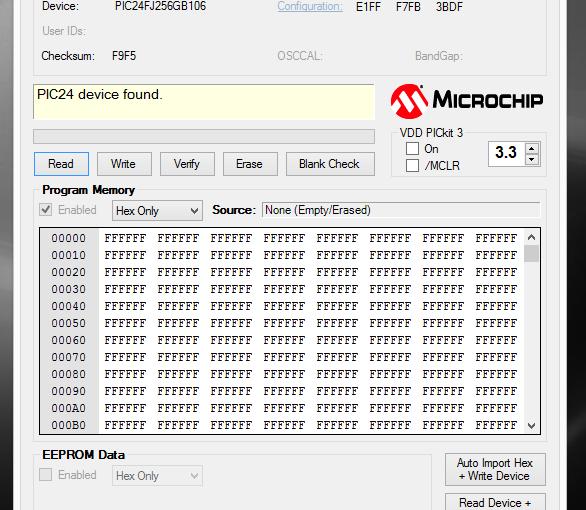 Device: PIC24FJ256GB106 Configuration: E1FF F7FB 3BDF
User IDs:
Checksum: F9F5 OSCCAL: BandGap:
PIC24 device found.
MICROCHIP
VDD PICkit 3
On
/MCLR
3.3
Read Write Verify Erase Blank Check
Program Memory
Enabled Hex Only Source: None (Empty/Erased)
00000 FFFFFF FFFFFF FFFFFF FFFFFF FFFFFF FFFFFF FFFFFF FFFFFF
00010 FFFFFF FFFFFF FFFFFF FFFFFF FFFFFF FFFFFF FFFFFF FFFFFF
00020 FFFFFF FFFFFF FFFFFF FFFFFF FFFFFF FFFFFF FFFFFF FFFFFF
00030 FFFFFF FFFFFF FFFFFF FFFFFF FFFFFF FFFFFF FFFFFF FFFFFF
00040 FFFFFF FFFFFF FFFFFF FFFFFF FFFFFF FFFFFF FFFFFF FFFFFF
00050 FFFFFF FFFFFF FFFFFF FFFFFF FFFFFF FFFFFF FFFFFF FFFFFF
00060 FFFFFF FFFFFF FFFFFF FFFFFF FFFFFF FFFFFF FFFFFF FFFFFF
00070 FFFFFF FFFFFF FFFFFF FFFFFF FFFFFF FFFFFF FFFFFF FFFFFF
00080 FFFFFF FFFFFF FFFFFF FFFFFF FFFFFF FFFFFF FFFFFF FFFFFF
00090 FFFFFF FFFFFF FFFFFF FFFFFF FFFFFF FFFFFF FFFFFF FFFFFF
000A0 FFFFFF FFFFFF FFFFFF FFFFFF FFFFFF FFFFFF FFFFFF FFFFFF
000B0 FFFFFF FFFFFF FFFFFF FFFFFF FFFFFF FFFFFF FFFFFF FFFFFF
EEPROM Data
Enabled Hex Only
Auto Import Hex
+ Write Device
Read Device +